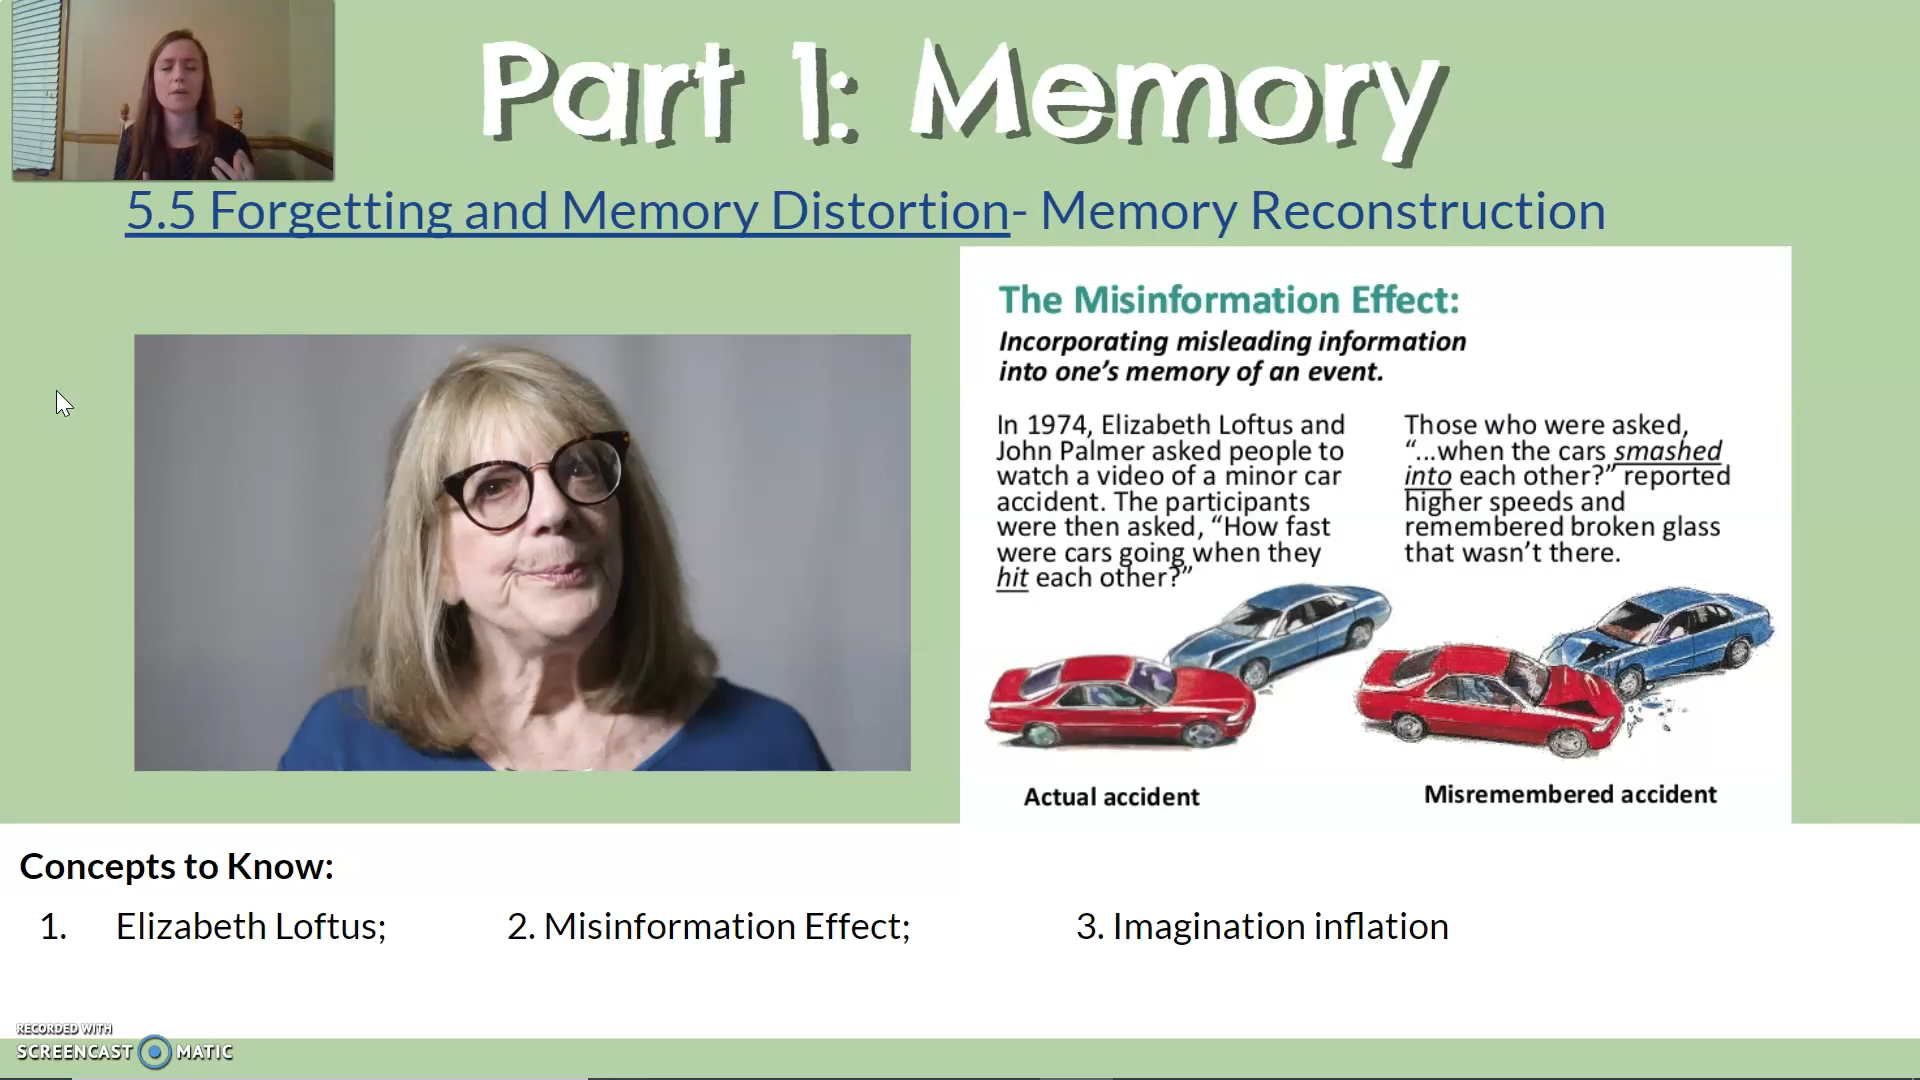 Part 1: Memory
5.5 Forgetting and Memory Distortion- Memory Reconstruction
The Misinformation Effect:
Incorporating misleading information
into one's memory of an event.
In 1974, Elizabeth Loftus and
John Palmer asked people to
watch a video of a minor car
accident. The participants
were then asked, “How fast
were cars going when they
hit each other?”
Those who were asked,
“...when the cars smashed
into each other?” reported
higher speeds and
remembered broken glass
that wasn't there.
Actual accident
Misremembered accident
Concepts to Know:
1. Elizabeth Loftus; 2. Misinformation Effect; 3. Imagination inflation
RECORDED WITH
SCREENCAST MATIC